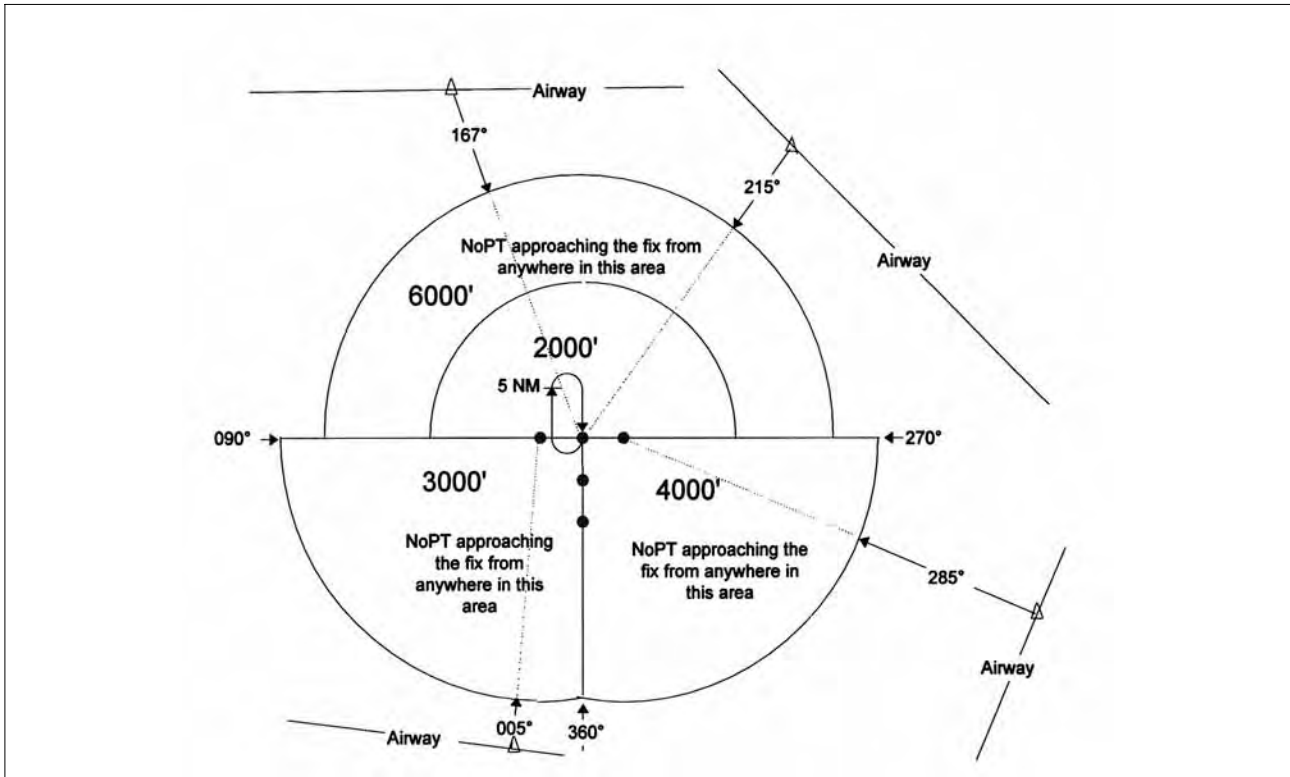 Airway
167°
215°
Airway
NoPT approaching the fix from
anywhere in this area
6000'
2000'
5 NM
090°
270°
3000'
4000'
NoPT approaching
the fix from
anywhere in this
area
NoPT approaching the
fix from anywhere in
this area
285°
Airway
005°
360°
Airway